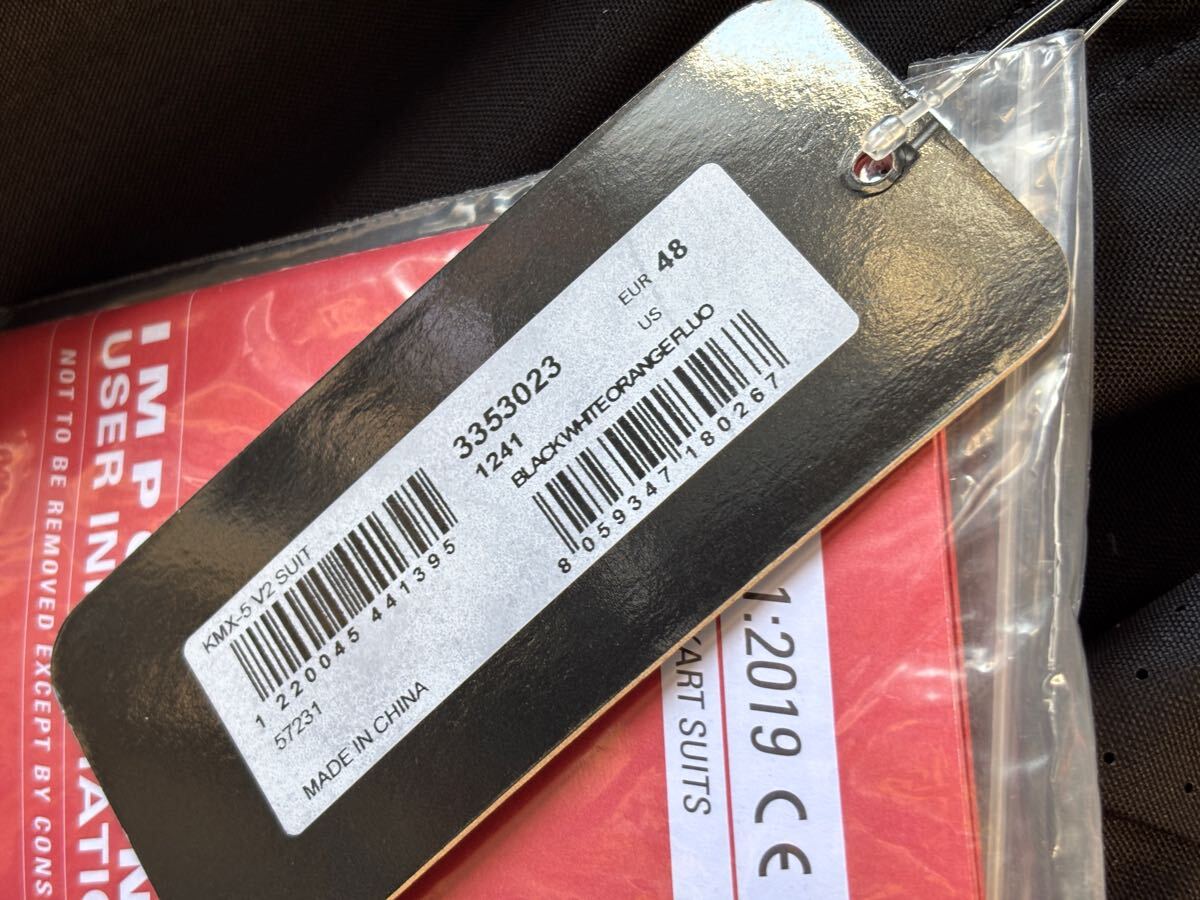 KMX-5 V2 SUIT
1 220045 441395
57231
MADE IN CHINA
3353023
1241
BLACK WHITE ORANGE FLUO
8 059347 180267
EUR 48
US
USER IN
NOT TO BE REMOVED EXCEPT BY CONS
1:2019 CE
KART SUITS